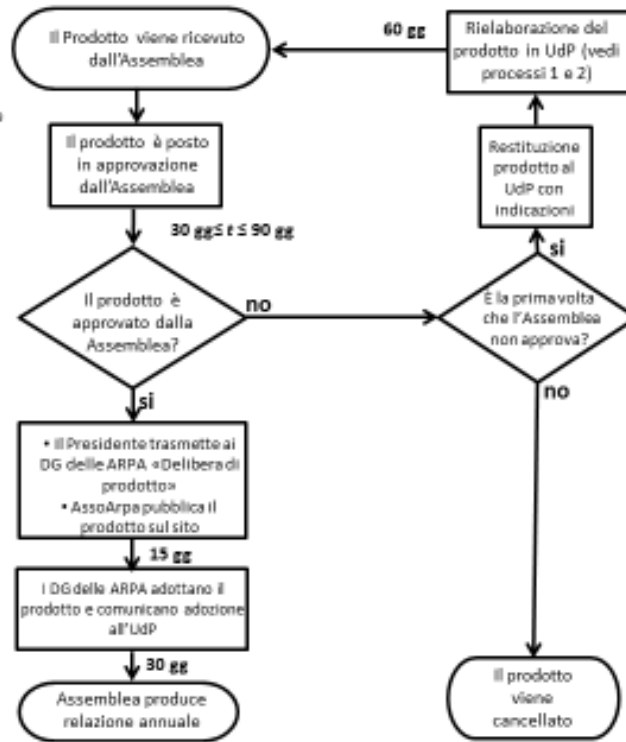 Il Prodotto viene ricevuto
dall'Assemblea
60 gg
Rielaborazione del
prodotto in UdP (vedi
processi 1 e 2)
Il prodotto è posto
in approvazione
dall'Assemblea
Restituzione
prodotto al
UdP con
indicazioni
30 gg≤ t ≤ 90 gg
si
Il prodotto è
approvato dalla
Assemblea?
no
È la prima volta
che l'Assemblea
non approva?
si
no
• Il Presidente trasmette ai
DG delle ARPA «Delibera di
prodotto»
• AssoArpa pubblica il
prodotto sul sito
15 gg
I DG delle ARPA adottano il
prodotto e comunicano adozione
all'UdP
30 gg
Assemblea produce
relazione annuale
Il prodotto
viene
cancellato